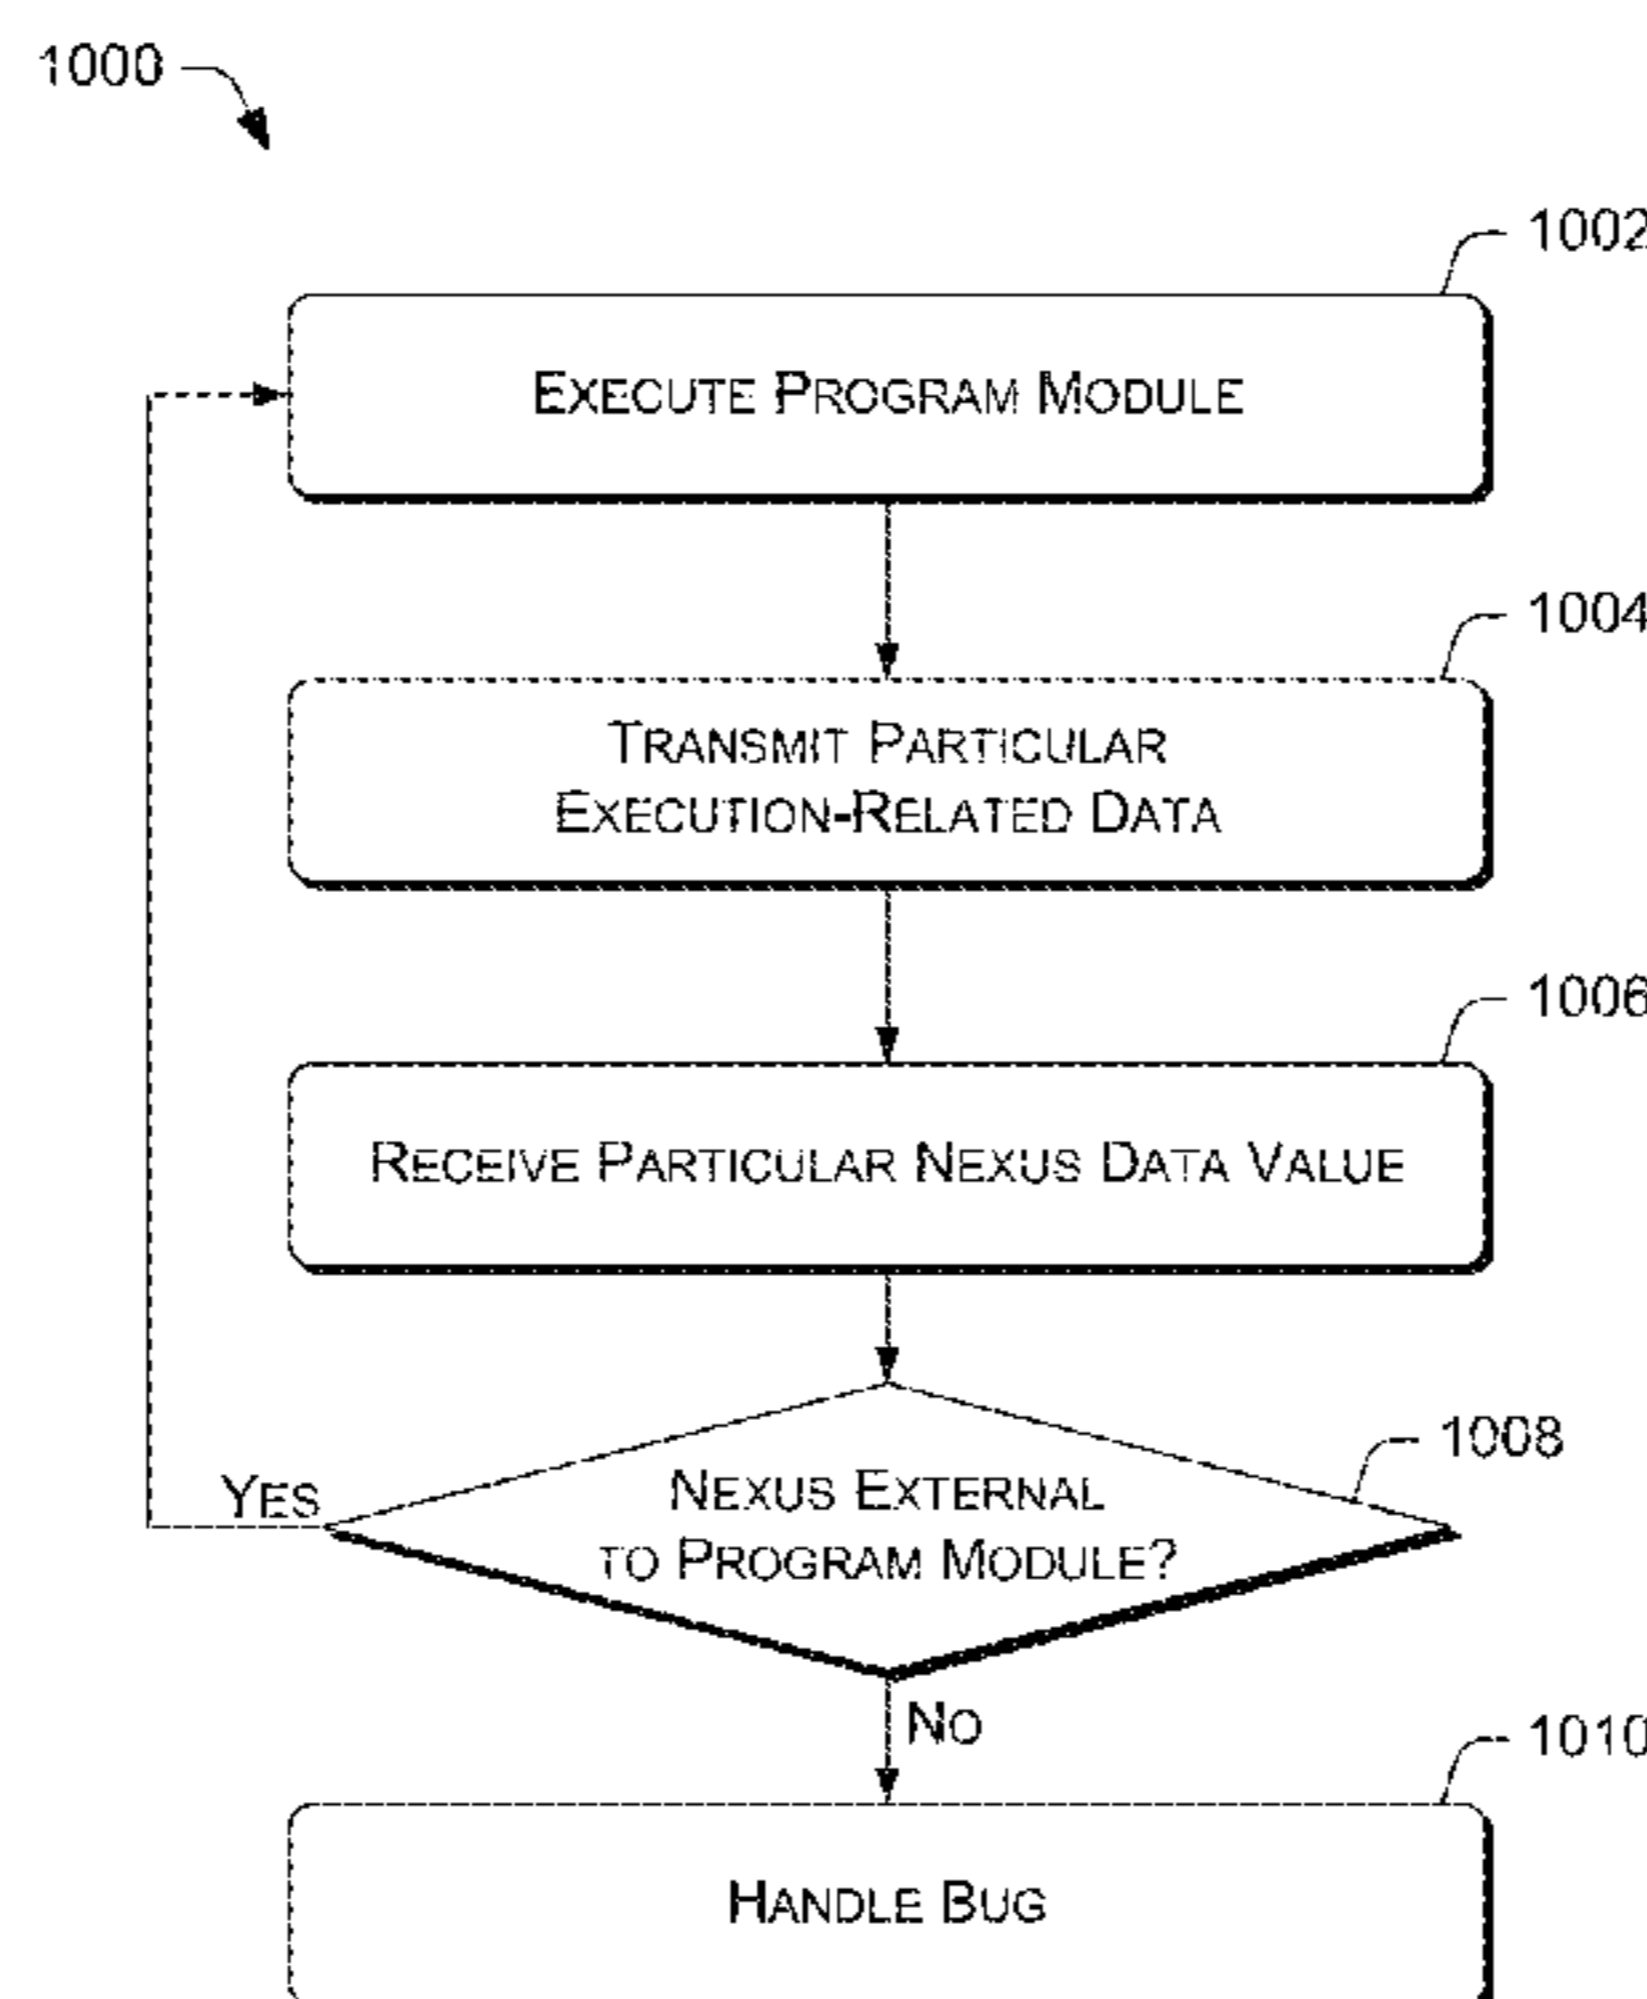 1000
1002
EXECUTE PROGRAM MODULE
1004
TRANSMIT PARTICULAR
EXECUTION-RELATED DATA
1006
RECEIVE PARTICULAR NEXUS DATA VALUE
1008
NEXUS EXTERNAL
TO PROGRAM MODULE?
YES
NO
1010
HANDLE BUG